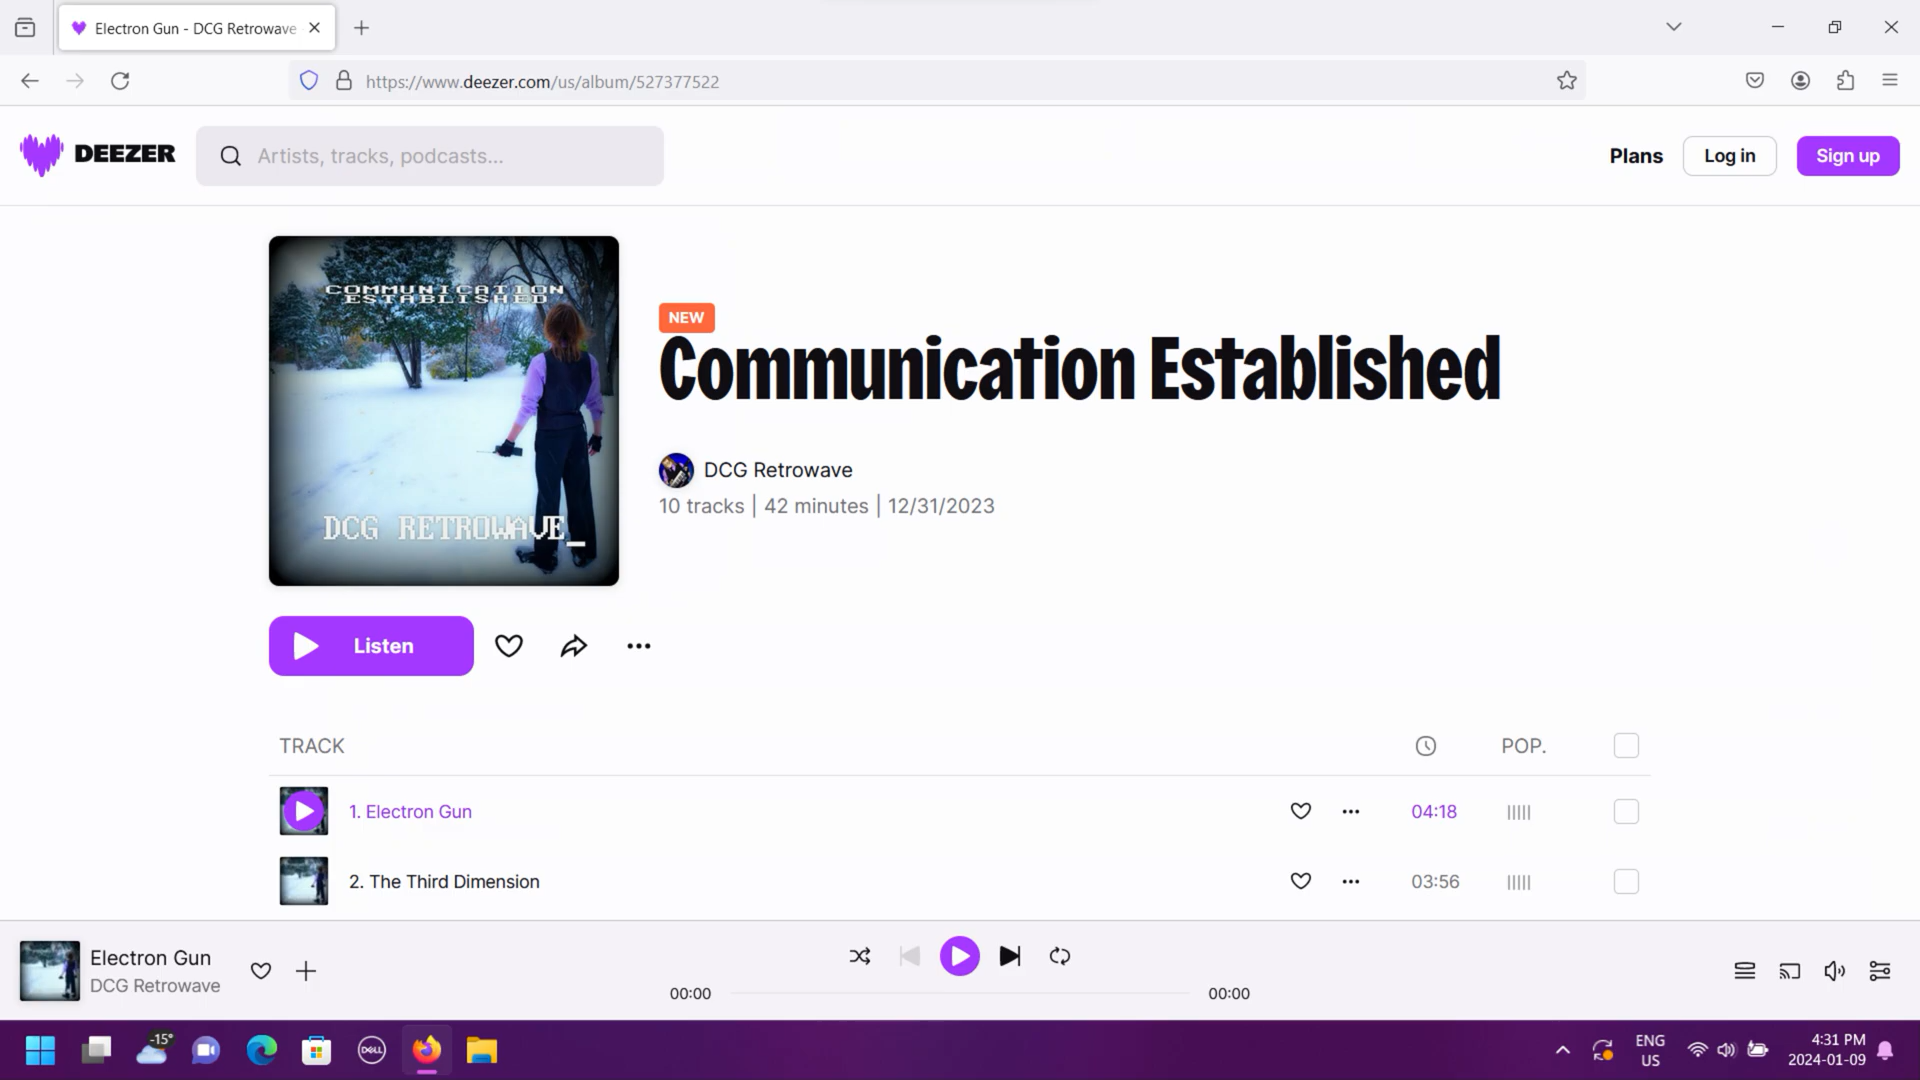 Electron Gun - DCG Retrowave
https://www.deezer.com/us/album/527377522
DEEZER
Artists, tracks, podcasts...
Plans
Log in
Sign up
COMMUNICATION
ESTABLISHED
DCG RETROWAVE_
NEW
Communication Established
DCG Retrowave
10 tracks | 42 minutes | 12/31/2023
Listen
TRACK
POP.
1. Electron Gun
04:18
2. The Third Dimension
03:56
Electron Gun
DCG Retrowave
00:00
00:00
-15°
DELL
ENG
US
4:31 PM
2024-01-09